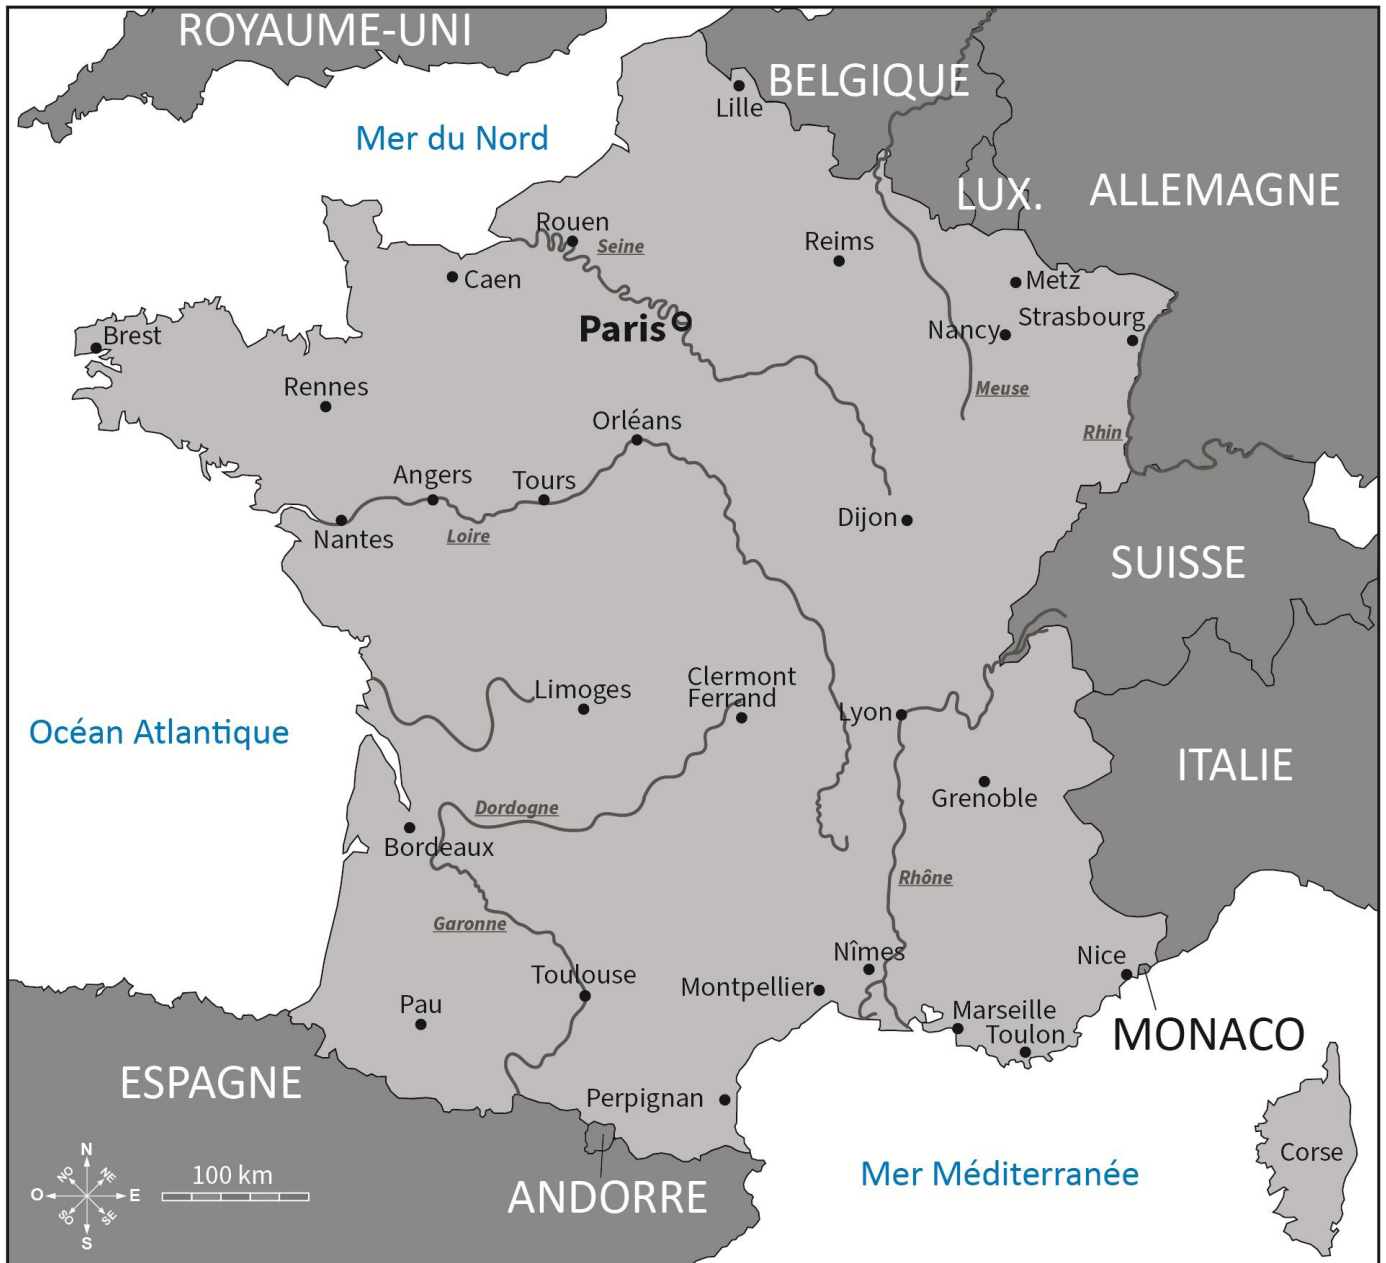 ROYAUME-UNI
BELGIQUE
Lille
Mer du Nord
LUX.
ALLEMAGNE
Rouen
Seine
Reims
Caen
Metz
Paris
Nancy
Strasbourg
Brest
Rennes
Meuse
Orléans
Rhin
Angers
Tours
Dijon
Nantes
Loire
SUISSE
Clermont
Ferrand
Limoges
Lyon
Océan Atlantique
ITALIE
Grenoble
Dordogne
Bordeaux
Rhône
Garonne
Nîmes
Nice
Toulouse
Montpellier
Pau
Marseille
Toulon
MONACO
ESPAGNE
Perpignan
Corse
N
NO
NE
O
E
SO
SE
S
100 km
ANDORRE
Mer Méditerranée